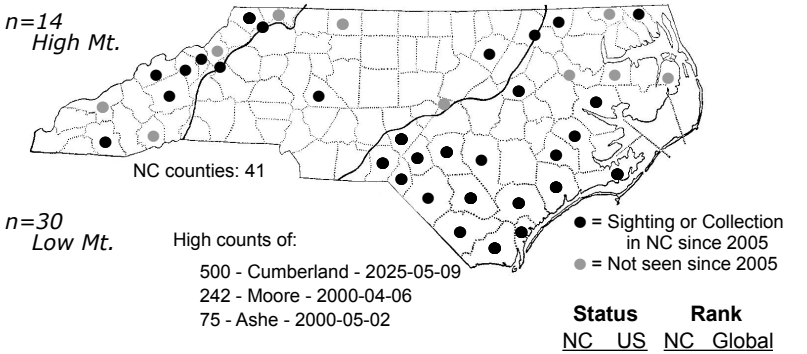 n=14
High Mt.
NC counties: 41
n=30
Low Mt.
High counts of:
500 - Cumberland - 2025-05-09
242 - Moore - 2000-04-06
75 - Ashe - 2000-05-02
= Sighting or Collection
in NC since 2005
= Not seen since 2005
Status Rank
NC US NC Global